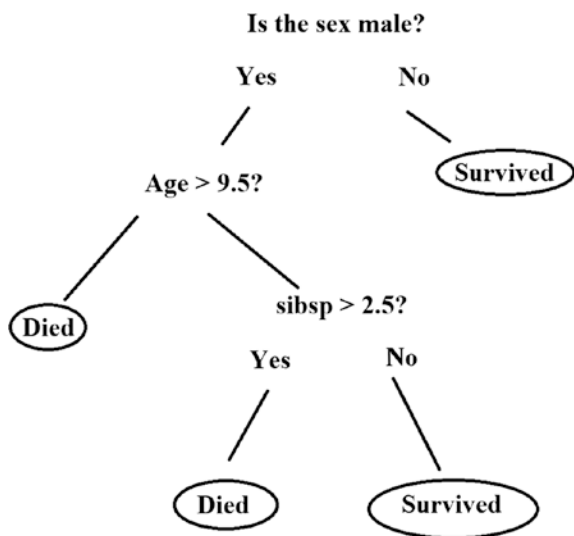 Is the sex male?
Yes No
Survived
Age > 9.5?
Died
sibsp > 2.5?
Yes No
Died Survived